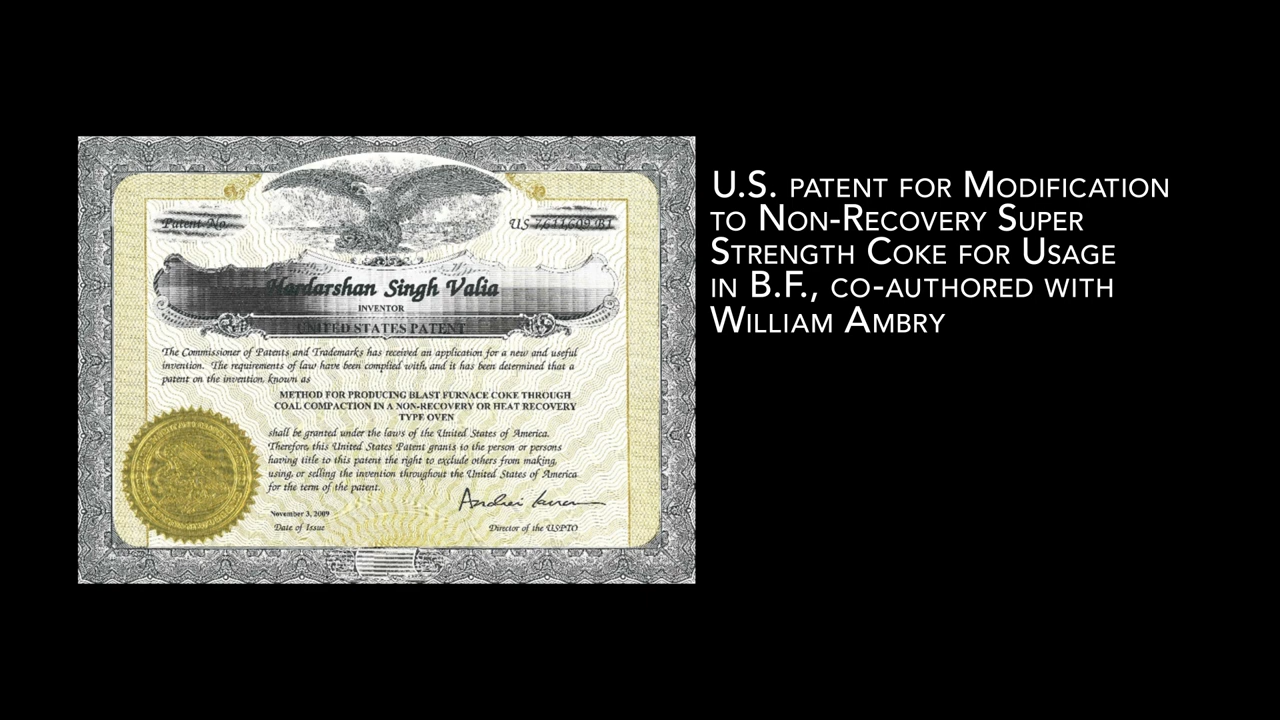 Patent No.
US 7,611,609 B1
Hardarshan Singh Valia
INVENTOR
UNITED STATES PATENT
The Commissioner of Patents and Trademarks has received an application for a new and useful
invention. The requirements of law have been complied with, and it has been determined that a
patent on the invention, known as
METHOD FOR PRODUCING BLAST FURNACE COKE THROUGH
COAL COMPACTION IN A NON-RECOVERY OR HEAT RECOVERY
TYPE OVEN
shall be granted under the laws of the United States of America.
Therefore, this United States Patent grants to the person or persons
having title to this patent the right to exclude others from making,
using, or selling the invention throughout the United States of America
for the term of the patent.
November 3, 2009
Date of Issue
Director of the USPTO
U.S. PATENT FOR MODIFICATION
TO NON-RECOVERY SUPER
STRENGTH COKE FOR USAGE
IN B.F., CO-AUTHORED WITH
WILLIAM AMBRY